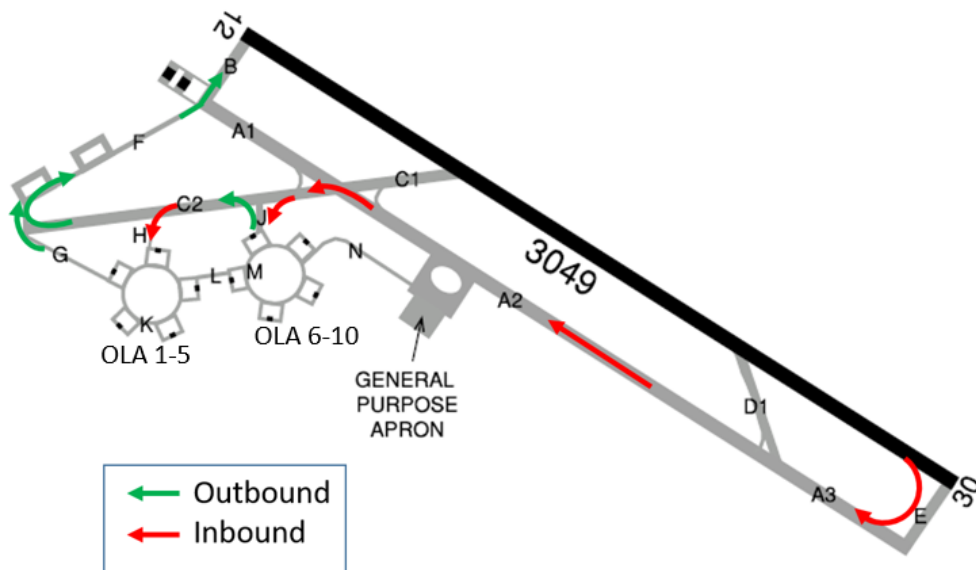 12
B
A1
F
C1
C2
J
H
G
N
M
L
3049
A2
K
OLA 1-5
OLA 6-10
GENERAL
PURPOSE
APRON
D1
A3
E
30
Outbound
Inbound